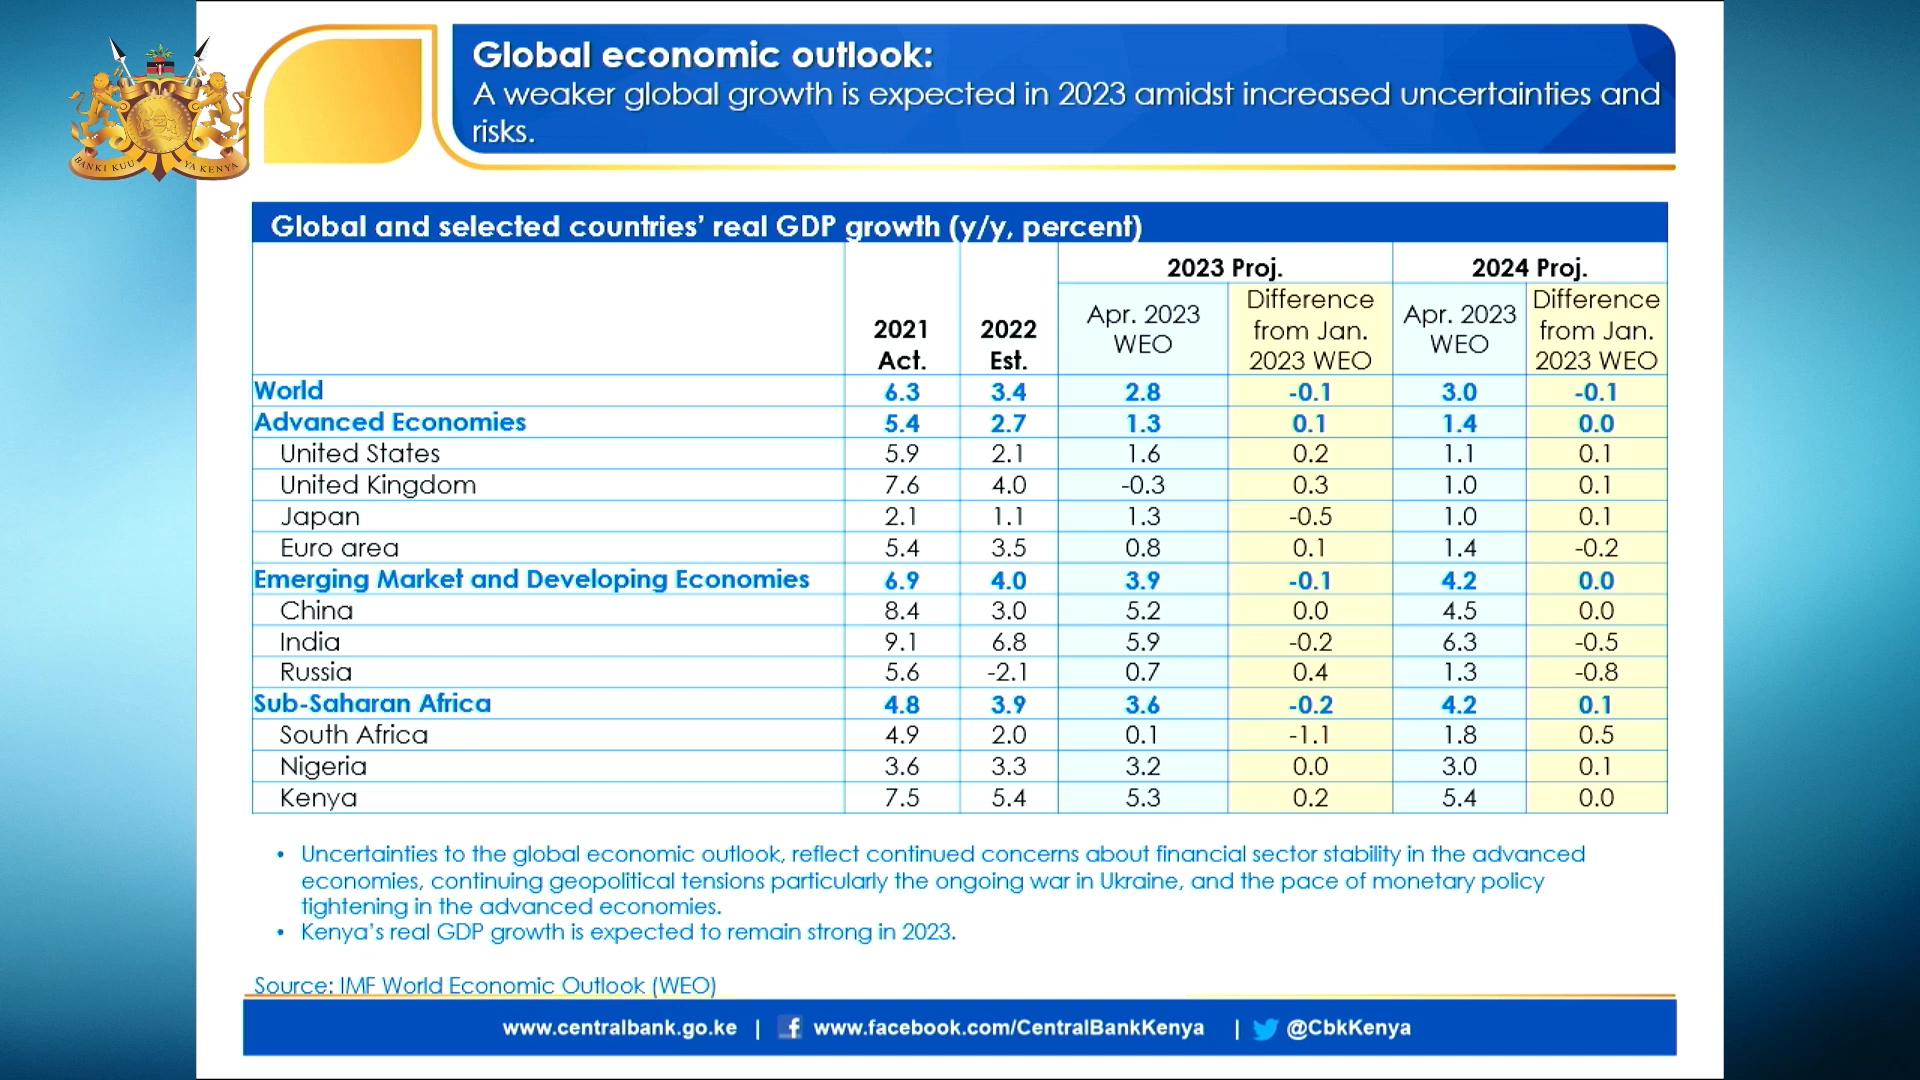 BANKI KUU YA KENYA
Global economic outlook:
A weaker global growth is expected in 2023 amidst increased uncertainties and
risks.
Global and selected countries' real GDP growth (y/y, percent)
2021 Act. 2022 Est. 2023 Proj. 2024 Proj.
Apr. 2023 WEO Difference from Jan. 2023 WEO Apr. 2023 WEO Difference from Jan. 2023 WEO
World 6.3 3.4 2.8 -0.1 3.0 -0.1
Advanced Economies 5.4 2.7 1.3 0.1 1.4 0.0
United States 5.9 2.1 1.6 0.2 1.1 0.1
United Kingdom 7.6 4.0 -0.3 0.3 1.0 0.1
Japan 2.1 1.1 1.3 -0.5 1.0 0.1
Euro area 5.4 3.5 0.8 0.1 1.4 -0.2
Emerging Market and Developing Economies 6.9 4.0 3.9 -0.1 4.2 0.0
China 8.4 3.0 5.2 0.0 4.5 0.0
India 9.1 6.8 5.9 -0.2 6.3 -0.5
Russia 5.6 -2.1 0.7 0.4 1.3 -0.8
Sub-Saharan Africa 4.8 3.9 3.6 -0.2 4.2 0.1
South Africa 4.9 2.0 0.1 -1.1 1.8 0.5
Nigeria 3.6 3.3 3.2 0.0 3.0 0.1
Kenya 7.5 5.4 5.3 0.2 5.4 0.0
• Uncertainties to the global economic outlook, reflect continued concerns about financial sector stability in the advanced
economies, continuing geopolitical tensions particularly the ongoing war in Ukraine, and the pace of monetary policy
tightening in the advanced economies.
• Kenya's real GDP growth is expected to remain strong in 2023.
Source: IMF World Economic Outlook (WEO)
www.centralbank.go.ke | f www.facebook.com/CentralBankKenya | @CbkKenya